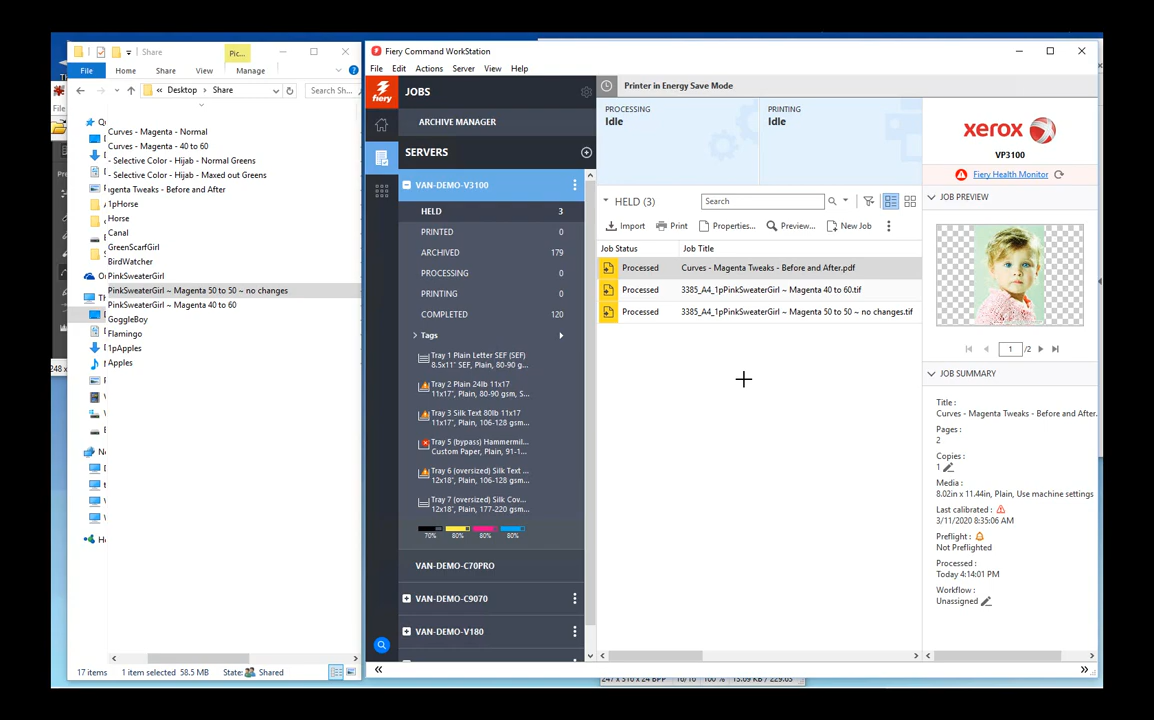 Share
Pic...
File
Home
Share
View
Manage
Desktop > Share
Search Sh...
Curves - Magenta - Normal
Curves - Magenta - 40 to 60
- Selective Color - Hijab - Normal Greens
- Selective Color - Hijab - Maxed out Greens
genta Tweaks - Before and After
1pHorse
Horse
Canal
GreenScarfGirl
BirdWatcher
PinkSweaterGirl
PinkSweaterGirl ~ Magenta 50 to 50 ~ no changes
PinkSweaterGirl ~ Magenta 40 to 60
GoggleBoy
Flamingo
1pApples
Apples
17 items
1 item selected 58.5 MB
State:
Shared
Fiery Command WorkStation
File
Edit
Actions
Server
View
Help
fiery
JOBS
ARCHIVE MANAGER
SERVERS
VAN-DEMO-V3100
HELD 3
PRINTED 0
ARCHIVED 179
PROCESSING 0
PRINTING 0
COMPLETED 120
Tags
Tray 1 Plain Letter SEF (SEF)
8.5x11" SEF, Plain, 80-90 g...
Tray 2 Plain 24lb 11x17
11x17", Plain, 80-90 gsm, S...
Tray 3 Silk Text 80lb 11x17
11x17", Plain, 106-128 gsm...
Tray 5 (bypass) Hammermil...
Custom Paper, Plain, 91-1...
Tray 6 (oversized) Silk Text ...
12x18", Plain, 106-128 gsm...
Tray 7 (oversized) Silk Cov...
12x18", Plain, 177-220 gsm...
70% 80% 80% 80%
VAN-DEMO-C70PRO
VAN-DEMO-C9070
VAN-DEMO-V180
Printer in Energy Save Mode
PROCESSING
Idle
PRINTING
Idle
HELD (3)
Search
Import
Print
Properties...
Preview...
New Job
Job Status
Job Title
Processed Curves - Magenta Tweaks - Before and After.pdf
Processed 3385_A4_1pPinkSweaterGirl ~ Magenta 40 to 60.tif
Processed 3385_A4_1pPinkSweaterGirl ~ Magenta 50 to 50 ~ no changes.tif
xerox
VP3100
Fiery Health Monitor
JOB PREVIEW
1 /2
JOB SUMMARY
Title :
Curves - Magenta Tweaks - Before and After.
Pages :
2
Copies :
1
Media :
8.02in x 11.44in, Plain, Use machine settings
Last calibrated :
3/11/2020 8:35:06 AM
Preflight :
Not Preflighted
Processed :
Today 4:14:01 PM
Workflow :
Unassigned